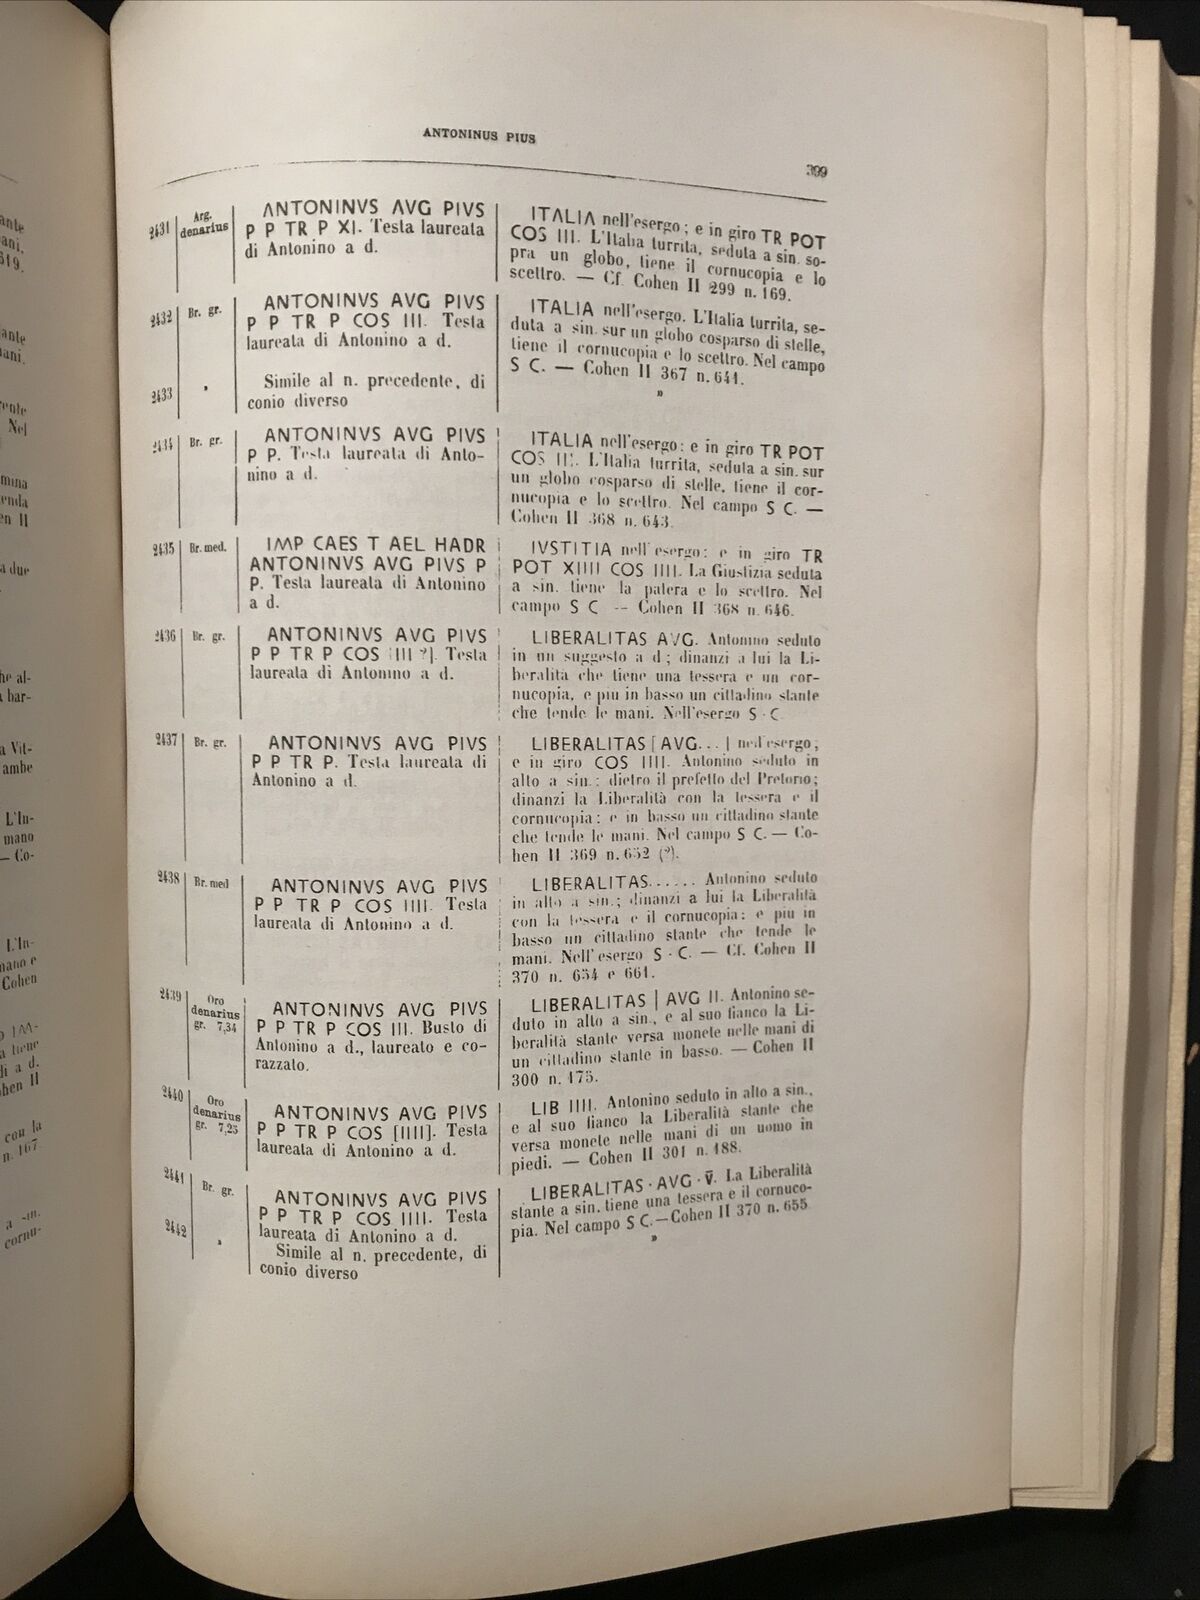 ANTONINUS PIUS
399
2431
Arg.
denarius
ANTONINVS AVG PIVS
P P TR P XI. Testa laureata
di Antonino a d.
ITALIA nell'esergo; e in giro TR POT
COS III. L'Italia turrita, seduta a sin. so-
pra un globo, tiene il cornucopia e lo
scettro. — Cf. Cohen II 299 n. 169.
2432
Br. gr.
ANTONINVS AVG PIVS
P P TR P COS III. Testa
laureata di Antonino a d.
ITALIA nell'esergo. L'Italia turrita, se-
duta a sin. sur un globo cosparso di stelle,
tiene il cornucopia e lo scettro. Nel campo
S C. — Cohen II 367 n. 641.
2433
Simile al n. precedente, di
conio diverso
»
2434
Br. gr.
ANTONINVS AVG PIVS
P P. Testa laureata di Anto-
nino a d.
ITALIA nell'esergo: e in giro TR POT
COS III. L'Italia turrita, seduta a sin. sur
un globo cosparso di stelle, tiene il cor-
nucopia e lo scettro. Nel campo S C. —
Cohen II 368 n. 643.
2435
Br. med.
IMP CAES T AEL HADR
ANTONINVS AVG PIVS P
P. Testa laureata di Antonino
a d.
IVSTITIA nell'esergo: e in giro TR
POT XIIII COS IIII. La Giustizia seduta
a sin. tiene la patera e lo scettro. Nel
campo S C -- Cohen II 368 n. 646.
2436
Br. gr.
ANTONINVS AVG PIVS
P P TR P COS [III ?]. Testa
laureata di Antonino a d.
LIBERALITAS AVG. Antonino seduto
in un suggesto a d; dinanzi a lui la Li-
beralità che tiene una tessera e un cor-
nucopia, e più in basso un cittadino stante
che tende le mani. Nell'esergo S · C
2437
Br. gr.
ANTONINVS AVG PIVS
P P TR P. Testa laureata di
Antonino a d.
LIBERALITAS [AVG...] nell'esergo;
e in giro COS IIII. Antonino seduto in
alto a sin.: dietro il prefetto del Pretorio;
dinanzi la Liberalità con la tessera e il
cornucopia: e in basso un cittadino stante
che tende le mani. Nel campo S C. — Co-
hen II 369 n. 652 (?).
2438
Br. med
ANTONINVS AVG PIVS
P P TR P COS IIII. Testa
laureata di Antonino a d.
LIBERALITAS...... Antonino seduto
in alto a sin.; dinanzi a lui la Liberalità
con la tessera e il cornucopia: e più in
basso un cittadino stante che tende le
mani. Nell'esergo S · C. — Cf. Cohen II
370 n. 654 e 661.
2439
Oro
denarius
gr. 7,34
ANTONINVS AVG PIVS
P P TR P COS III. Busto di
Antonino a d., laureato e co-
razzato.
LIBERALITAS | AVG II. Antonino se-
duto in alto a sin., e al suo fianco la Li-
beralità stante versa monete nelle mani di
un cittadino stante in basso. — Cohen II
300 n. 175.
2440
Oro
denarius
gr. 7,25
ANTONINVS AVG PIVS
P P TR P COS [IIII]. Testa
laureata di Antonino a d.
LIB IIII. Antonino seduto in alto a sin.,
e al suo fianco la Liberalità stante che
versa monete nelle mani di un uomo in
piedi. — Cohen II 301 n. 188.
2441
Br. gr.
ANTONINVS AVG PIVS
P P TR P COS IIII. Testa
laureata di Antonino a d.
LIBERALITAS · AVG · V̅. La Liberalità
stante a sin. tiene una tessera e il cornuco-
pia. Nel campo S C.—Cohen II 370 n. 655.
2442
Simile al n. precedente, di
conio diverso
»